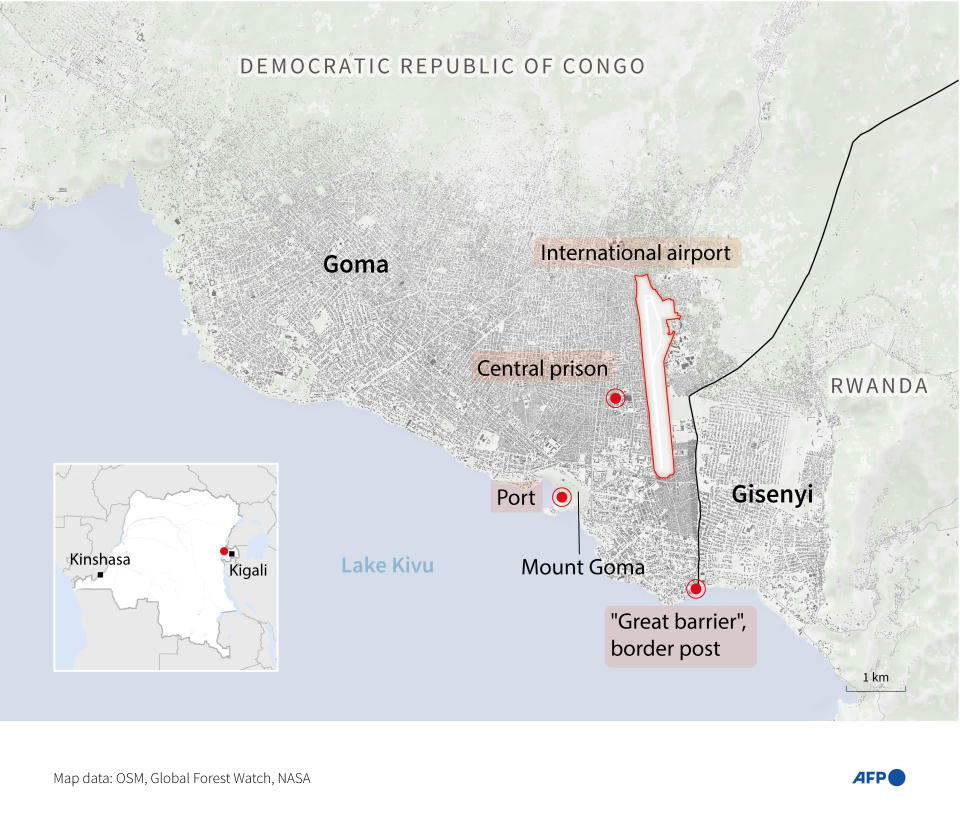 DEMOCRATIC REPUBLIC OF CONGO
International airport
Goma
Central prison
RWANDA
Port
Gisenyi
Kinshasa
Kigali
Lake Kivu
Mount Goma
"Great barrier",
border post
1 km
Map data: OSM, Global Forest Watch, NASA
AFP